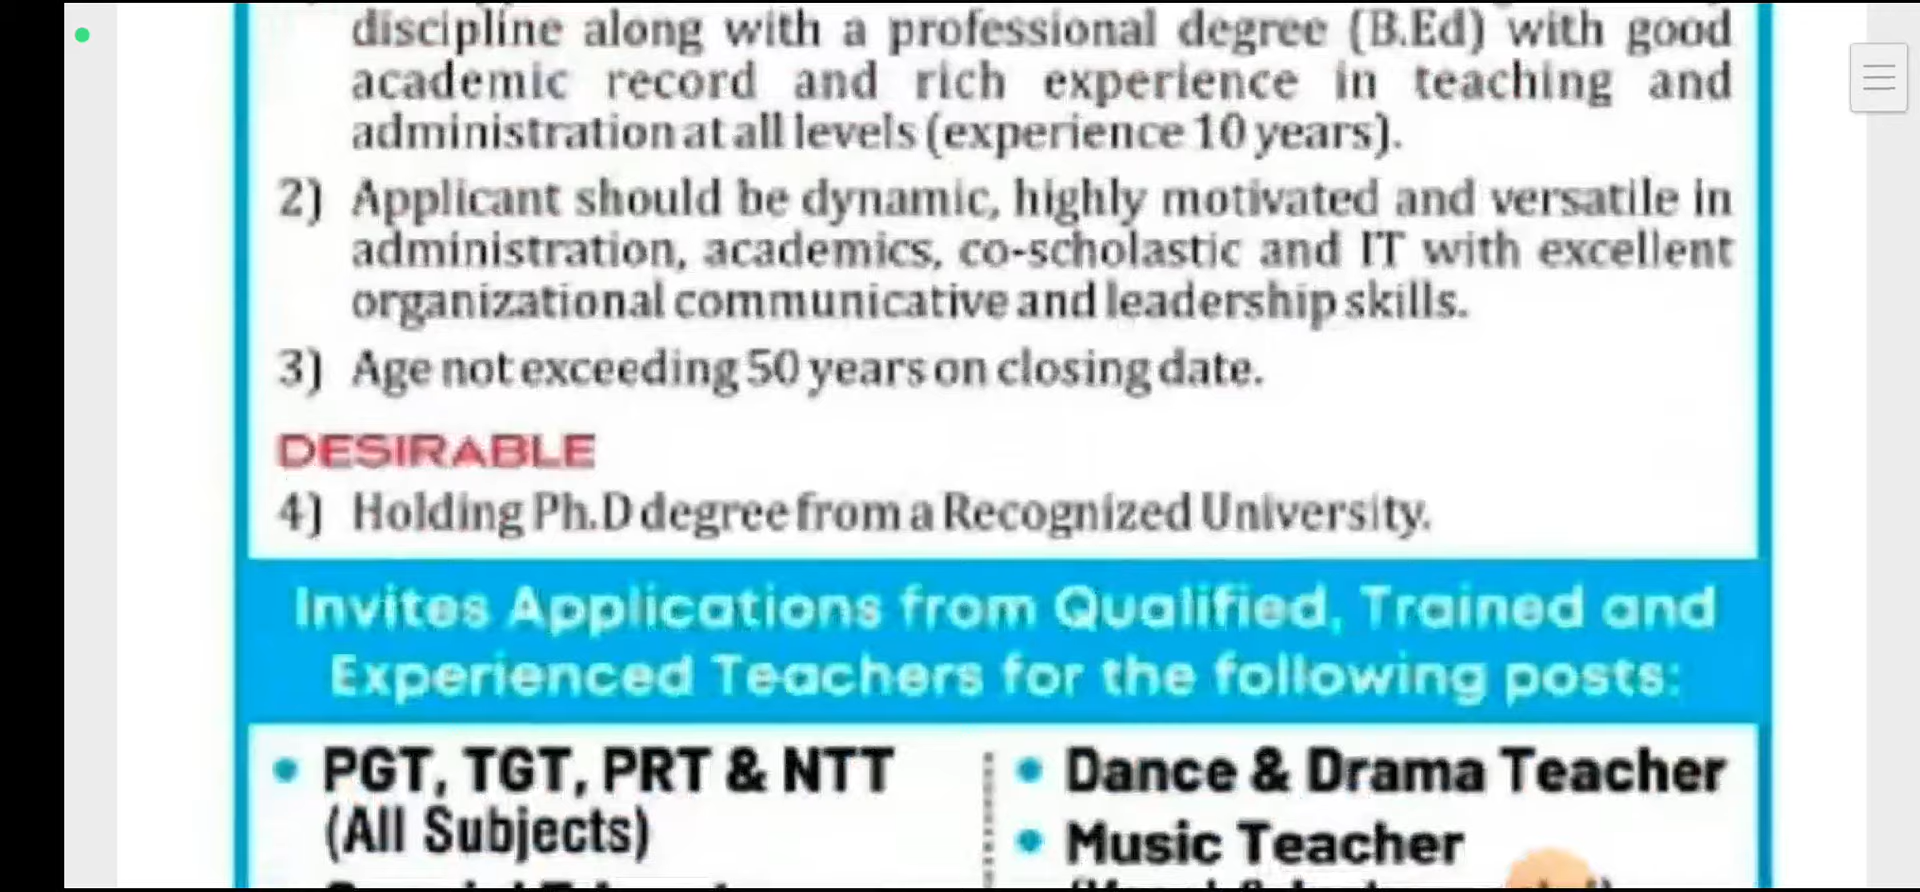 discipline along with a professional degree (B.Ed) with good
academic record and rich experience in teaching and
administration at all levels (experience 10 years).
2) Applicant should be dynamic, highly motivated and versatile in
administration, academics, co-scholastic and IT with excellent
organizational communicative and leadership skills.
3) Age not exceeding 50 years on closing date.
DESIRABLE
4) Holding Ph.D degree from a Recognized University.
Invites Applications from Qualified, Trained and
Experienced Teachers for the following posts:
• PGT, TGT, PRT & NTT
(All Subjects)
• Dance & Drama Teacher
• Music Teacher